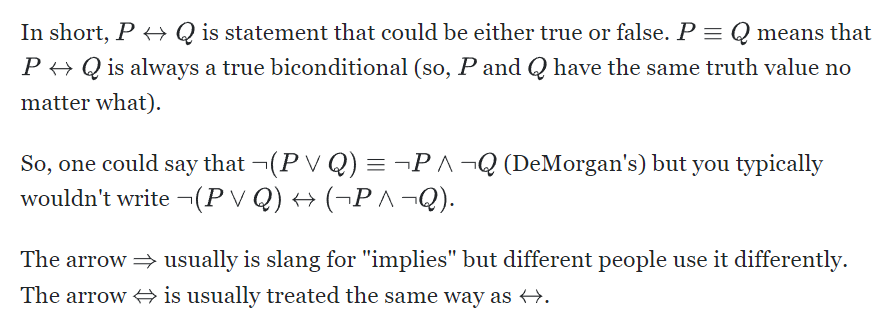 In short, P ↔ Q is statement that could be either true or false. P ≡ Q means that
P ↔ Q is always a true biconditional (so, P and Q have the same truth value no
matter what).
So, one could say that ¬(P ∨ Q) ≡ ¬P ∧ ¬Q (DeMorgan's) but you typically
wouldn't write ¬(P ∨ Q) ↔ (¬P ∧ ¬Q).
The arrow ⇒ usually is slang for "implies" but different people use it differently.
The arrow ⇔ is usually treated the same way as ↔.